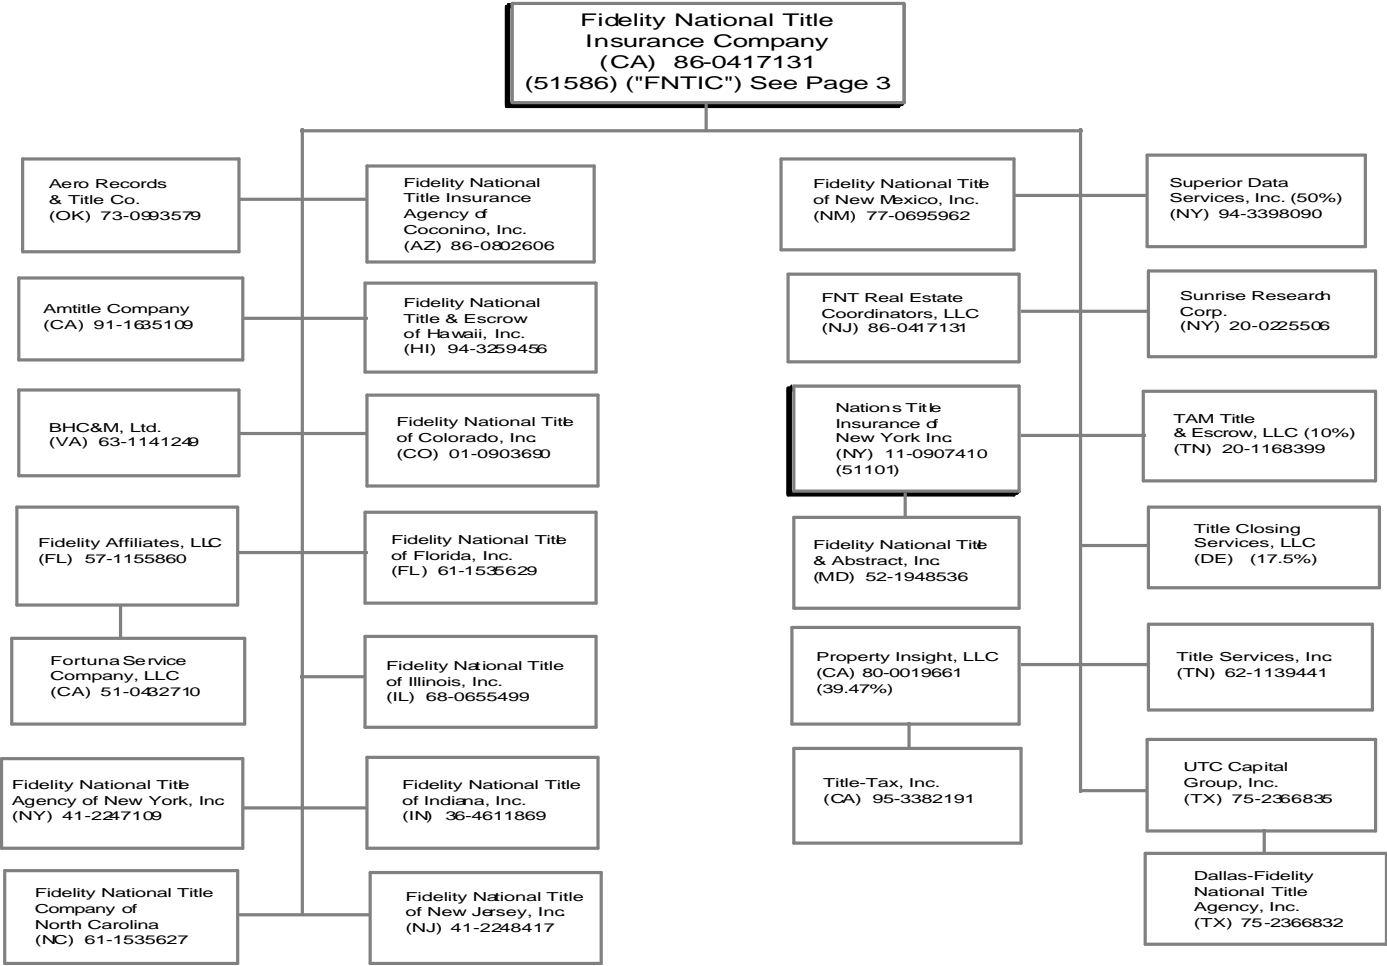 Fidelity National Title
Insurance Company
(CA) 86-0417131
(51586) ("FNTIC") See Page 3
Aero Records
& Title Co.
(OK) 73-0993579
Fidelity National
Title Insurance
Agency of
Coconino, Inc.
(AZ) 86-0802606
Amtitle Company
(CA) 91-1635109
Fidelity National
Title & Escrow
of Hawaii, Inc.
(HI) 94-3259456
BHC&M, Ltd.
(VA) 63-1141249
Fidelity National Title
of Colorado, Inc
(CO) 01-0903690
Fidelity Affiliates, LLC
(FL) 57-1155860
Fidelity National Title
of Florida, Inc.
(FL) 61-1535629
Fortuna Service
Company, LLC
(CA) 51-0432710
Fidelity National Title
of Illinois, Inc.
(IL) 68-0655499
Fidelity National Title
Agency of New York, Inc
(NY) 41-2247109
Fidelity National Title
of Indiana, Inc.
(IN) 36-4611869
Fidelity National Title
Company of
North Carolina
(NC) 61-1535627
Fidelity National Title
of New Jersey, Inc.
(NJ) 41-2248417
Fidelity National Title
of New Mexico, Inc.
(NM) 77-0695962
Superior Data
Services, Inc. (50%)
(NY) 94-3398090
FNT Real Estate
Coordinators, LLC
(NJ) 86-0417131
Sunrise Research
Corp.
(NY) 20-0225506
Nations Title
Insurance of
New York Inc.
(NY) 11-0907410
(51101)
TAM Title
& Escrow, LLC (10%)
(TN) 20-1168399
Fidelity National Title
& Abstract, Inc.
(MD) 52-1948536
Title Closing
Services, LLC
(DE) (17.5%)
Property Insight, LLC
(CA) 80-0019661
(39.47%)
Title Services, Inc.
(TN) 62-1139441
Title-Tax, Inc.
(CA) 95-3382191
UTC Capital
Group, Inc.
(TX) 75-2366835
Dallas-Fidelity
National Title
Agency, Inc.
(TX) 75-2366832